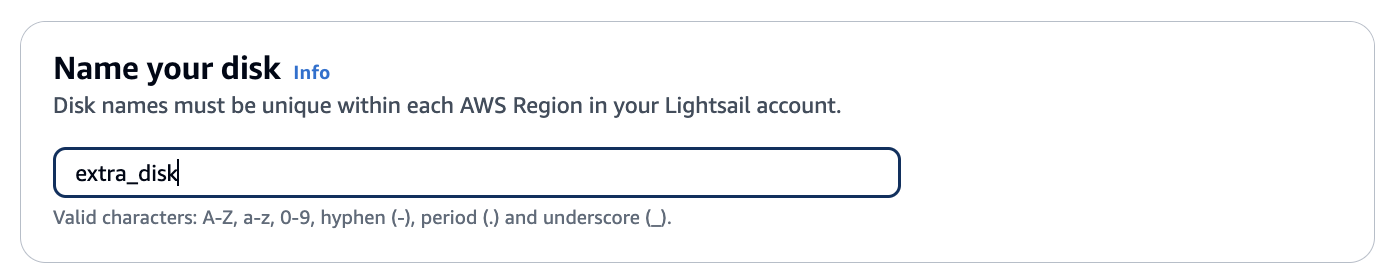 Name your disk Info
Disk names must be unique within each AWS Region in your Lightsail account.
extra_disk
Valid characters: A-Z, a-z, 0-9, hyphen (-), period (.) and underscore (_).